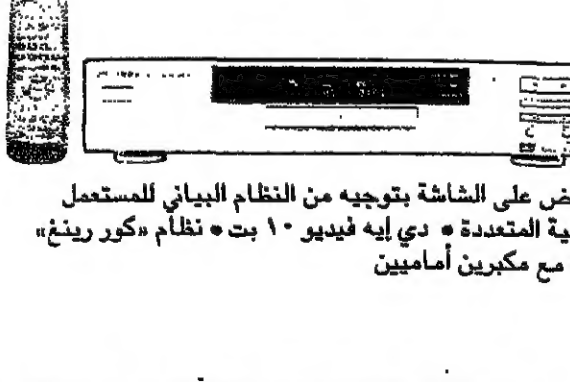 ض على الشاشة بتوجيه من النظام البياني للمستعمل
ية المتعددة • دي إيه فيديو ١٠ بت • نظام «كور رينغ»
مع مكبرين أماميين